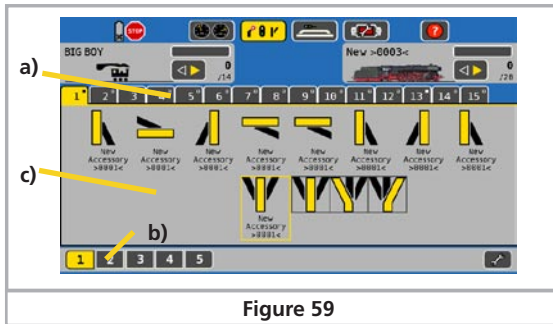 STOP
?
BIG BOY
New >0003<
0
/14
0
/28
a)
1 2 3 4 5 6 7 8 9 10 11 12 13 14 15
New Accessory >0001<
New Accessory >0001<
New Accessory >0001<
New Accessory >0001<
New Accessory >0001<
New Accessory >0001<
New Accessory >0001<
New Accessory >0001<
c)
New Accessory >0001<
b)
1 2 3 4 5
Figure 59